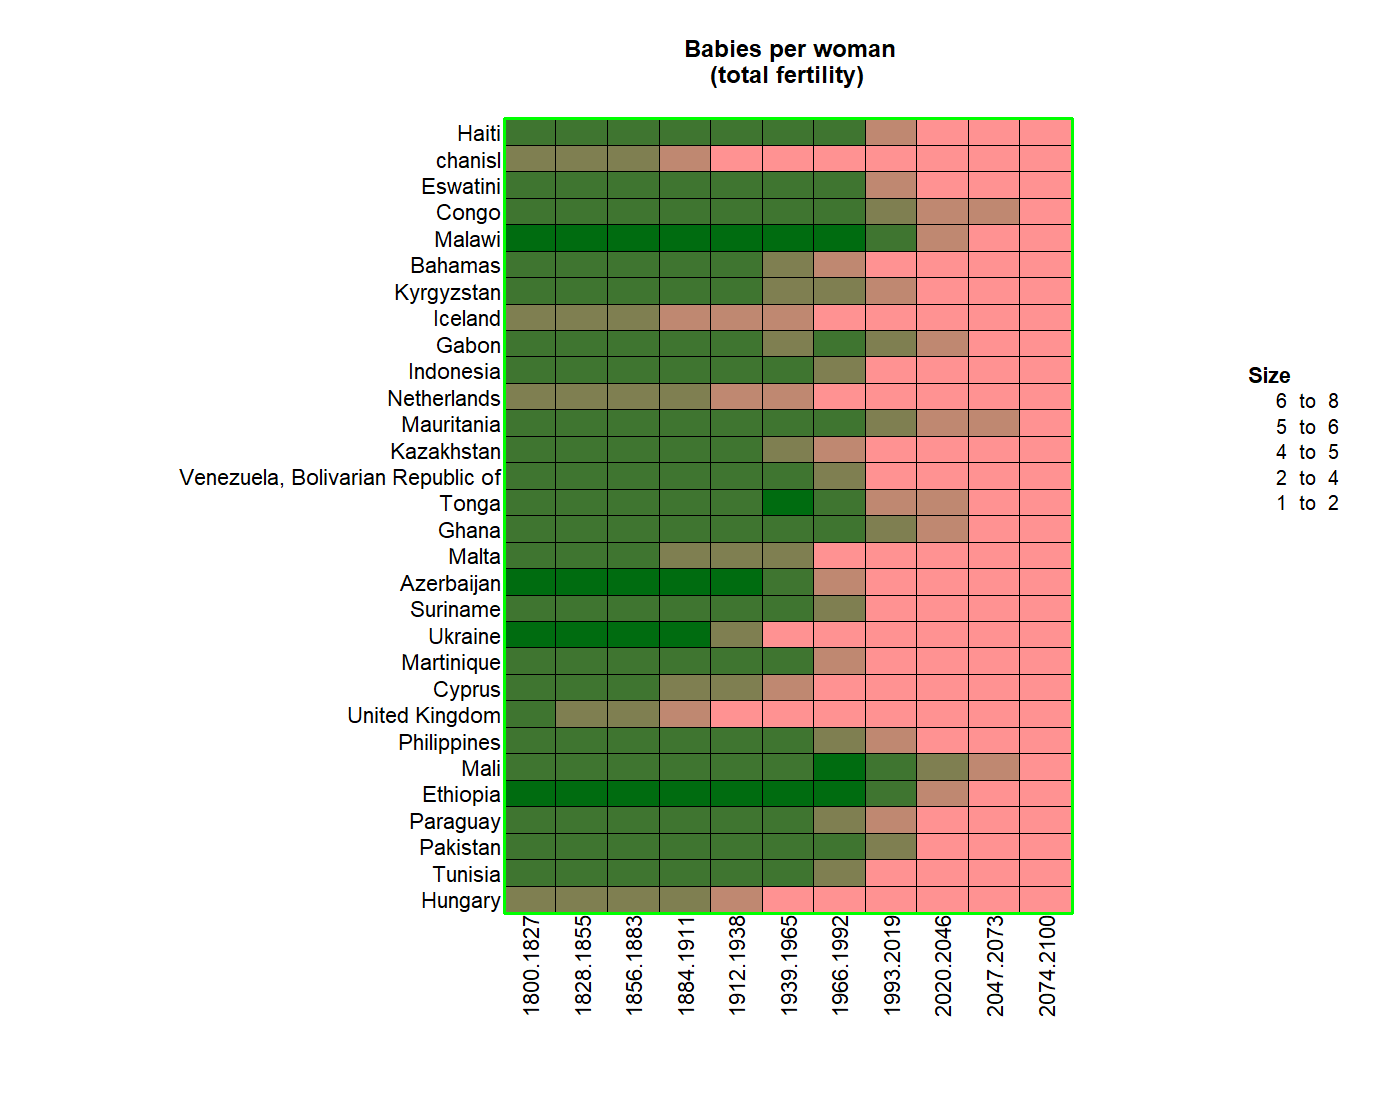 Babies per woman
(total fertility)
Haiti
chanisl
Eswatini
Congo
Malawi
Bahamas
Kyrgyzstan
Iceland
Gabon
Indonesia
Netherlands
Mauritania
Kazakhstan
Venezuela, Bolivarian Republic of
Tonga
Ghana
Malta
Azerbaijan
Suriname
Ukraine
Martinique
Cyprus
United Kingdom
Philippines
Mali
Ethiopia
Paraguay
Pakistan
Tunisia
Hungary
1800.1827
1828.1855
1856.1883
1884.1911
1912.1938
1939.1965
1966.1992
1993.2019
2020.2046
2047.2073
2074.2100
Size
6 to 8
5 to 6
4 to 5
2 to 4
1 to 2